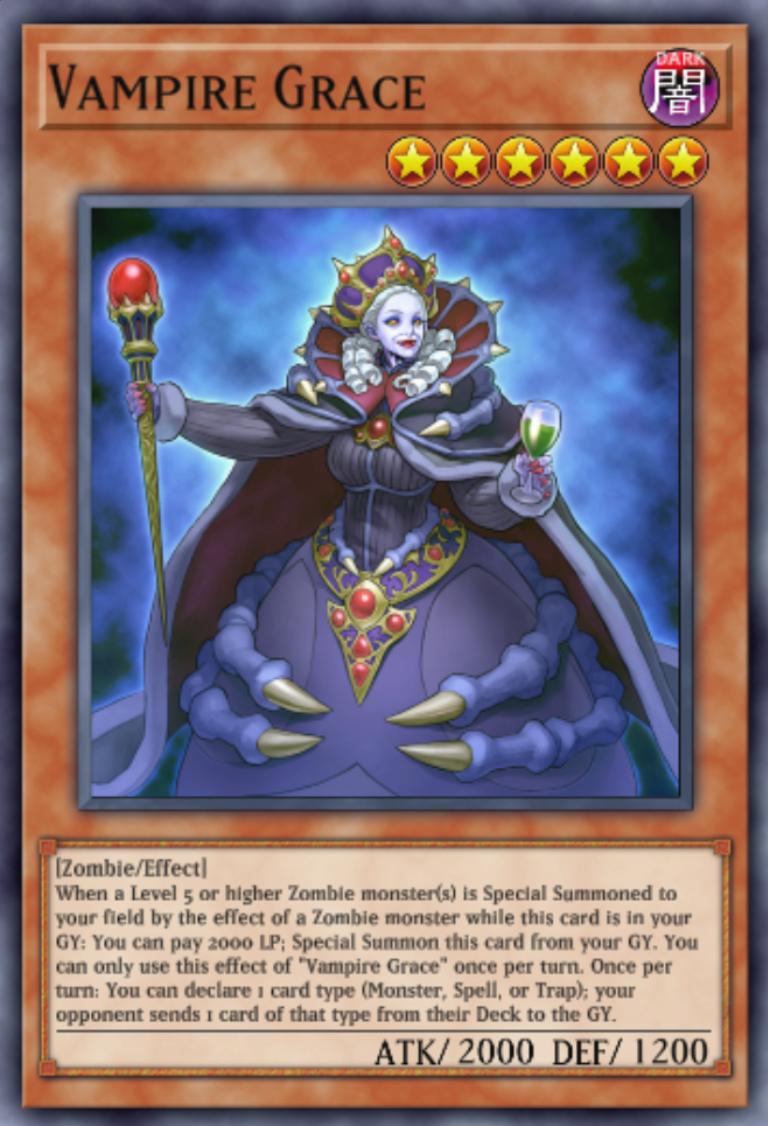 Vampire Grace
DARK
闇
[Zombie/Effect]
When a Level 5 or higher Zombie monster(s) is Special Summoned to
your field by the effect of a Zombie monster while this card is in your
GY: You can pay 2000 LP; Special Summon this card from your GY. You
can only use this effect of "Vampire Grace" once per turn. Once per
turn: You can declare 1 card type (Monster, Spell, or Trap); your
opponent sends 1 card of that type from their Deck to the GY.
ATK/ 2000 DEF/ 1200